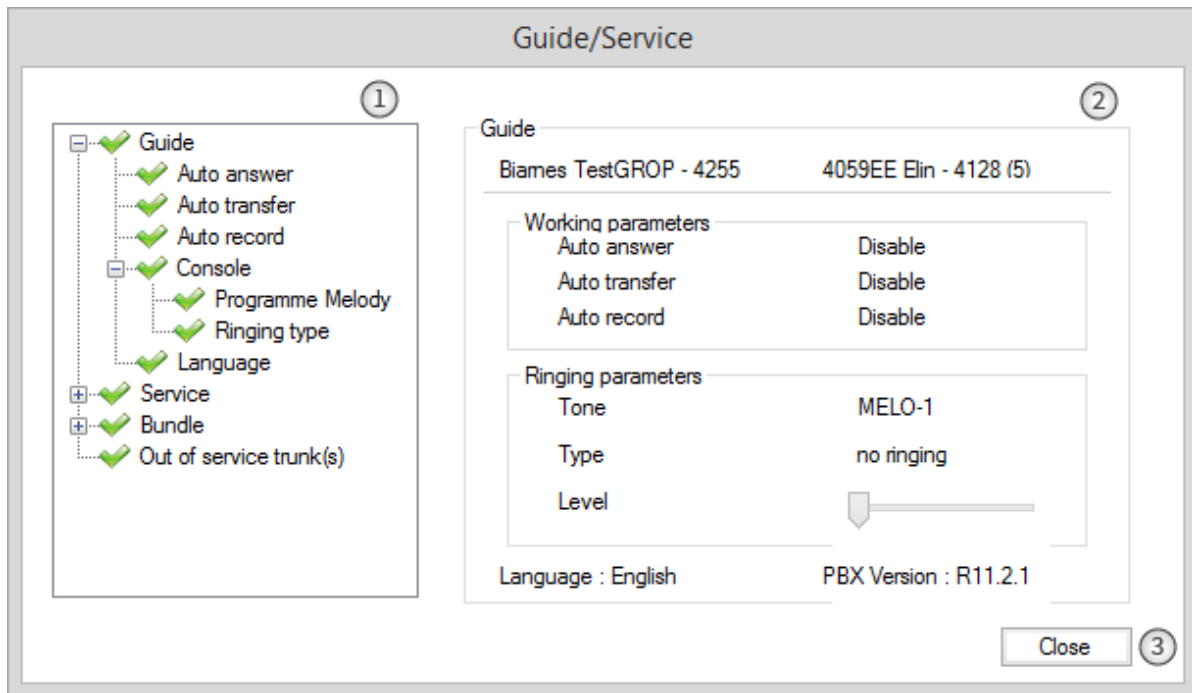 Guide/Service
1
Guide
Auto answer
Auto transfer
Auto record
Console
Programme Melody
Ringing type
Language
Service
Bundle
Out of service trunk(s)
2
Guide
Biames TestGROP - 4255 4059EE Elin - 4128 (5)
Working parameters
Auto answer Disable
Auto transfer Disable
Auto record Disable
Ringing parameters
Tone MELO-1
Type no ringing
Level
Language : English PBX Version : R11.2.1
Close 3